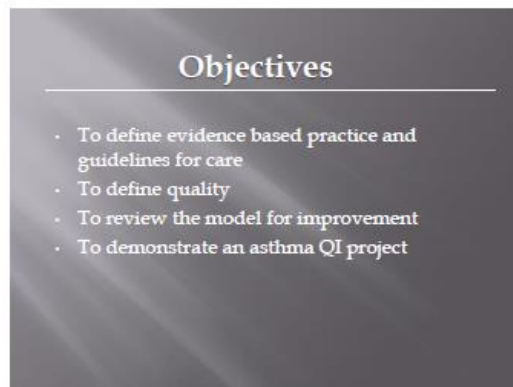 Objectives
· To define evidence based practice and
guidelines for care
· To define quality
· To review the model for improvement
· To demonstrate an asthma QI project